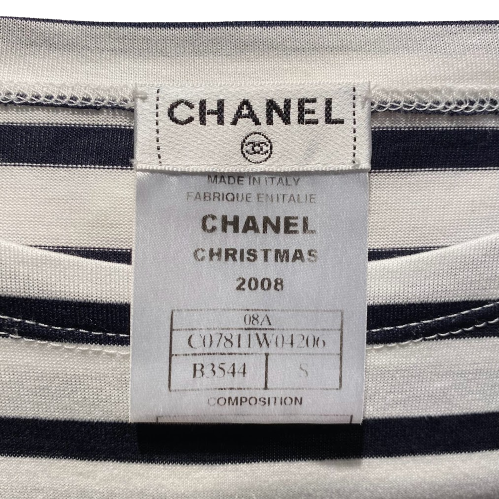 CHANEL
MADE IN ITALY
FABRIQUE EN ITALIE
CHANEL
CHRISTMAS
2008
08A
C07811W04206
B3544 S
COMPOSITION